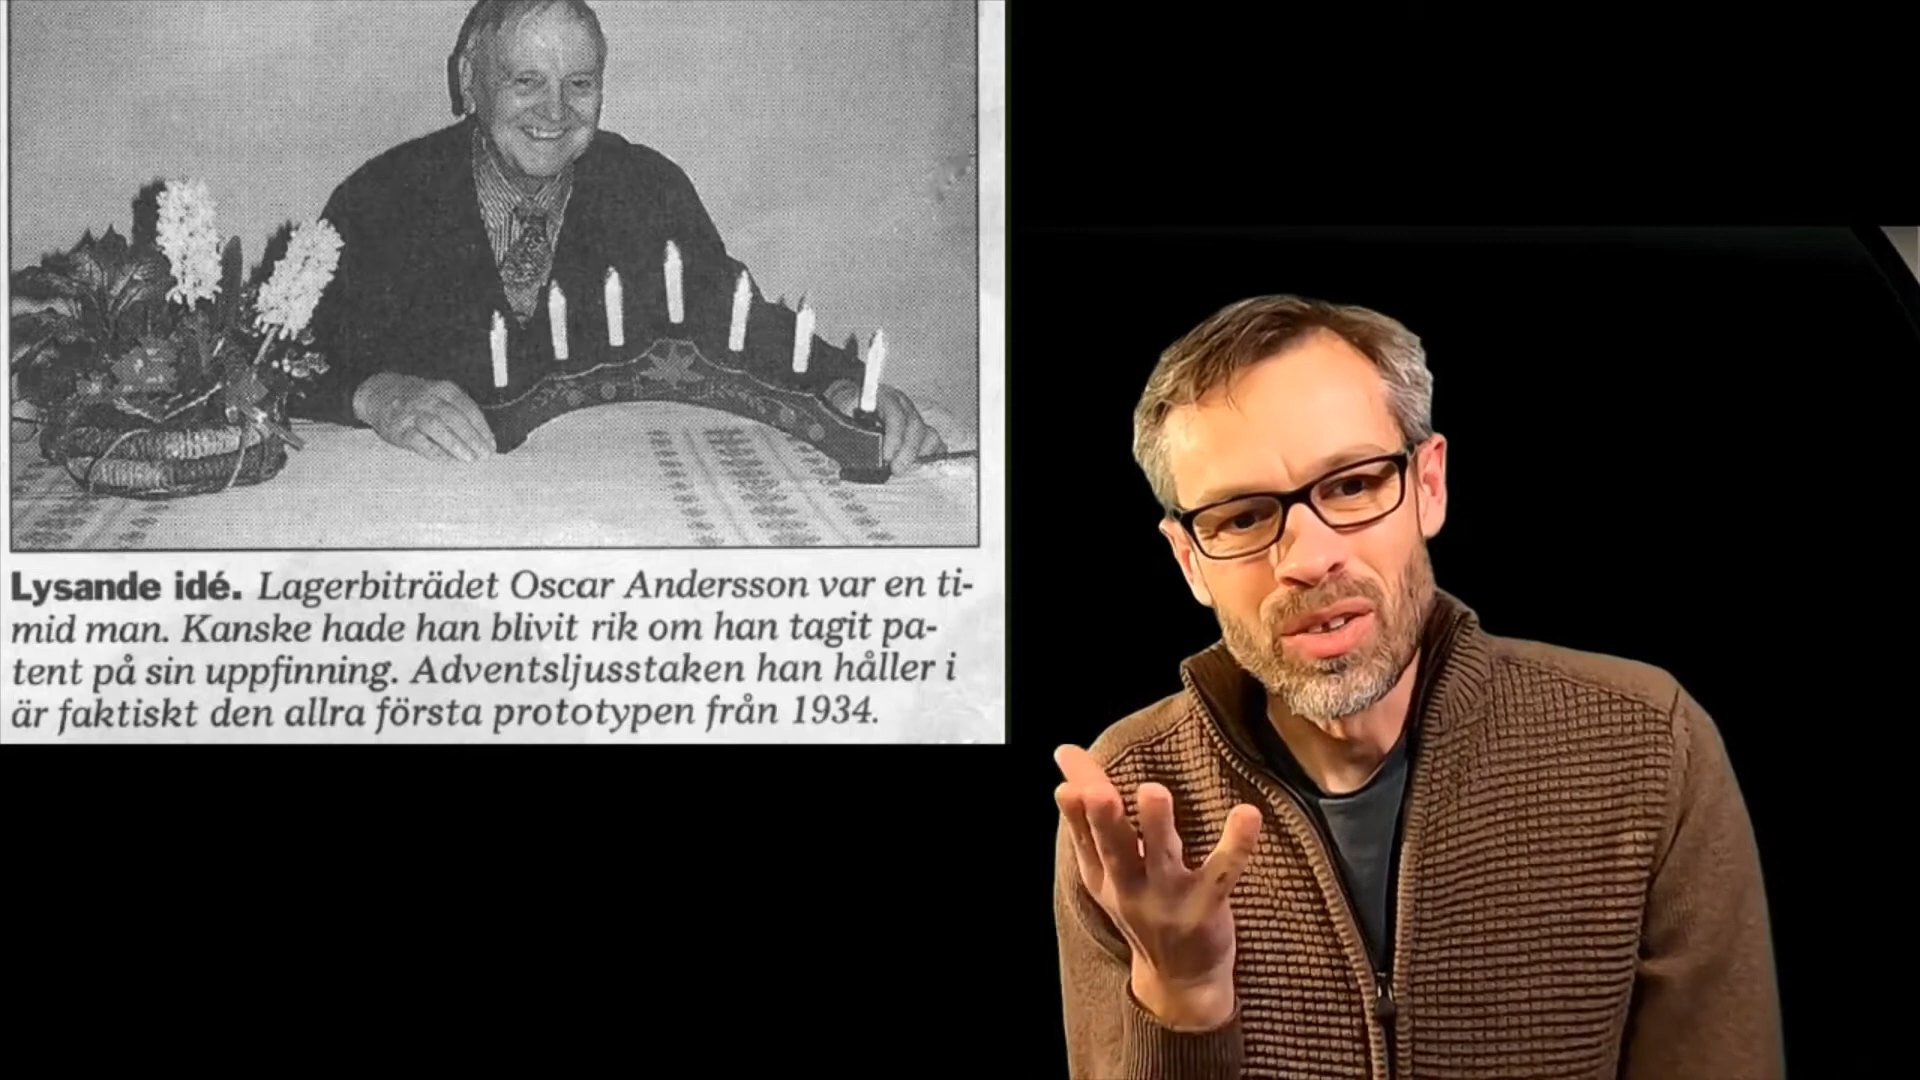 Lysande idé. Lagerbiträdet Oscar Andersson var en ti-
mid man. Kanske hade han blivit rik om han tagit pa-
tent på sin uppfinning. Adventsljusstaken han håller i
är faktiskt den allra första prototypen från 1934.